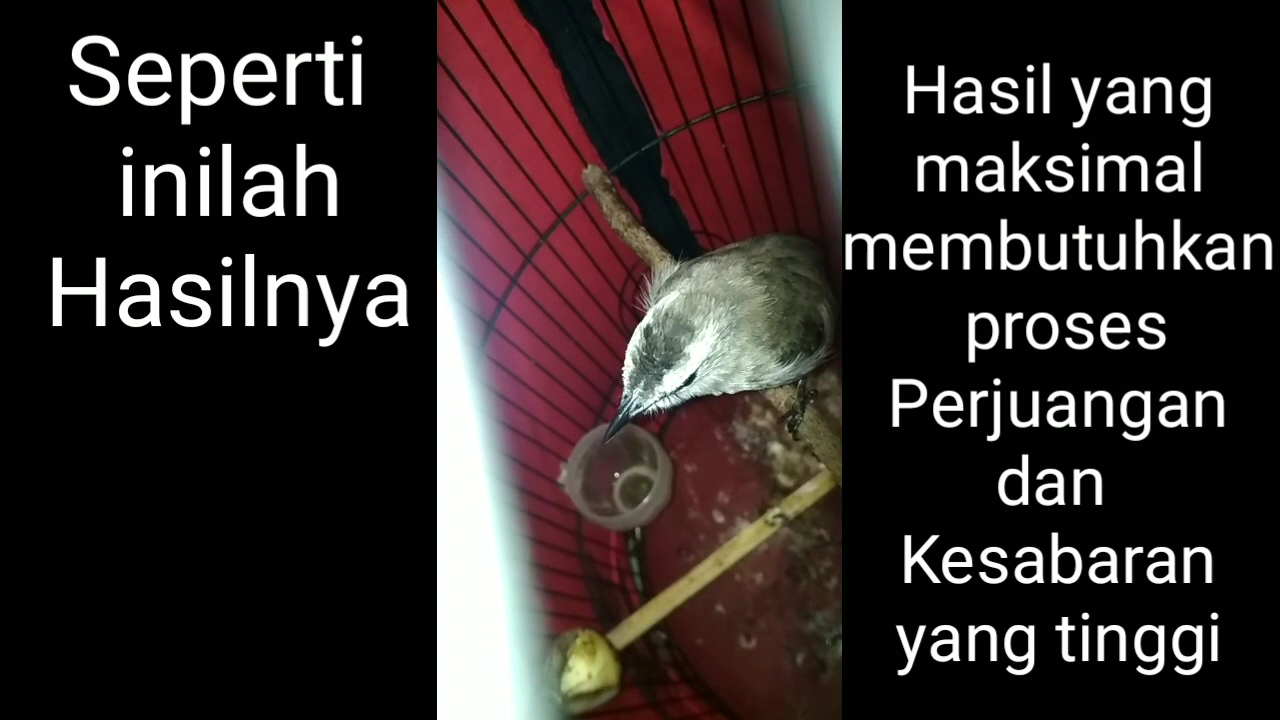 Seperti
inilah
Hasilnya
Hasil yang
maksimal
membutuhkan
proses
Perjuangan
dan
Kesabaran
yang tinggi